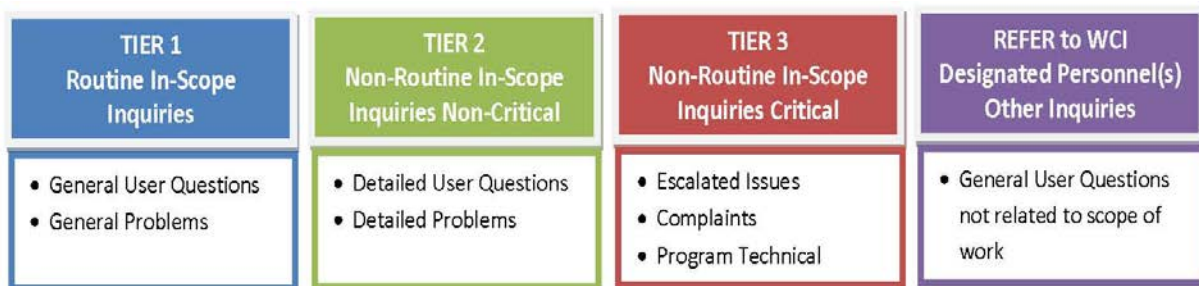 TIER 1
Routine In-Scope
Inquiries
• General User Questions
• General Problems
TIER 2
Non-Routine In-Scope
Inquiries Non-Critical
• Detailed User Questions
• Detailed Problems
TIER 3
Non-Routine In-Scope
Inquiries Critical
• Escalated Issues
• Complaints
• Program Technical
REFER to WCI
Designated Personnel(s)
Other Inquiries
• General User Questions
not related to scope of
work